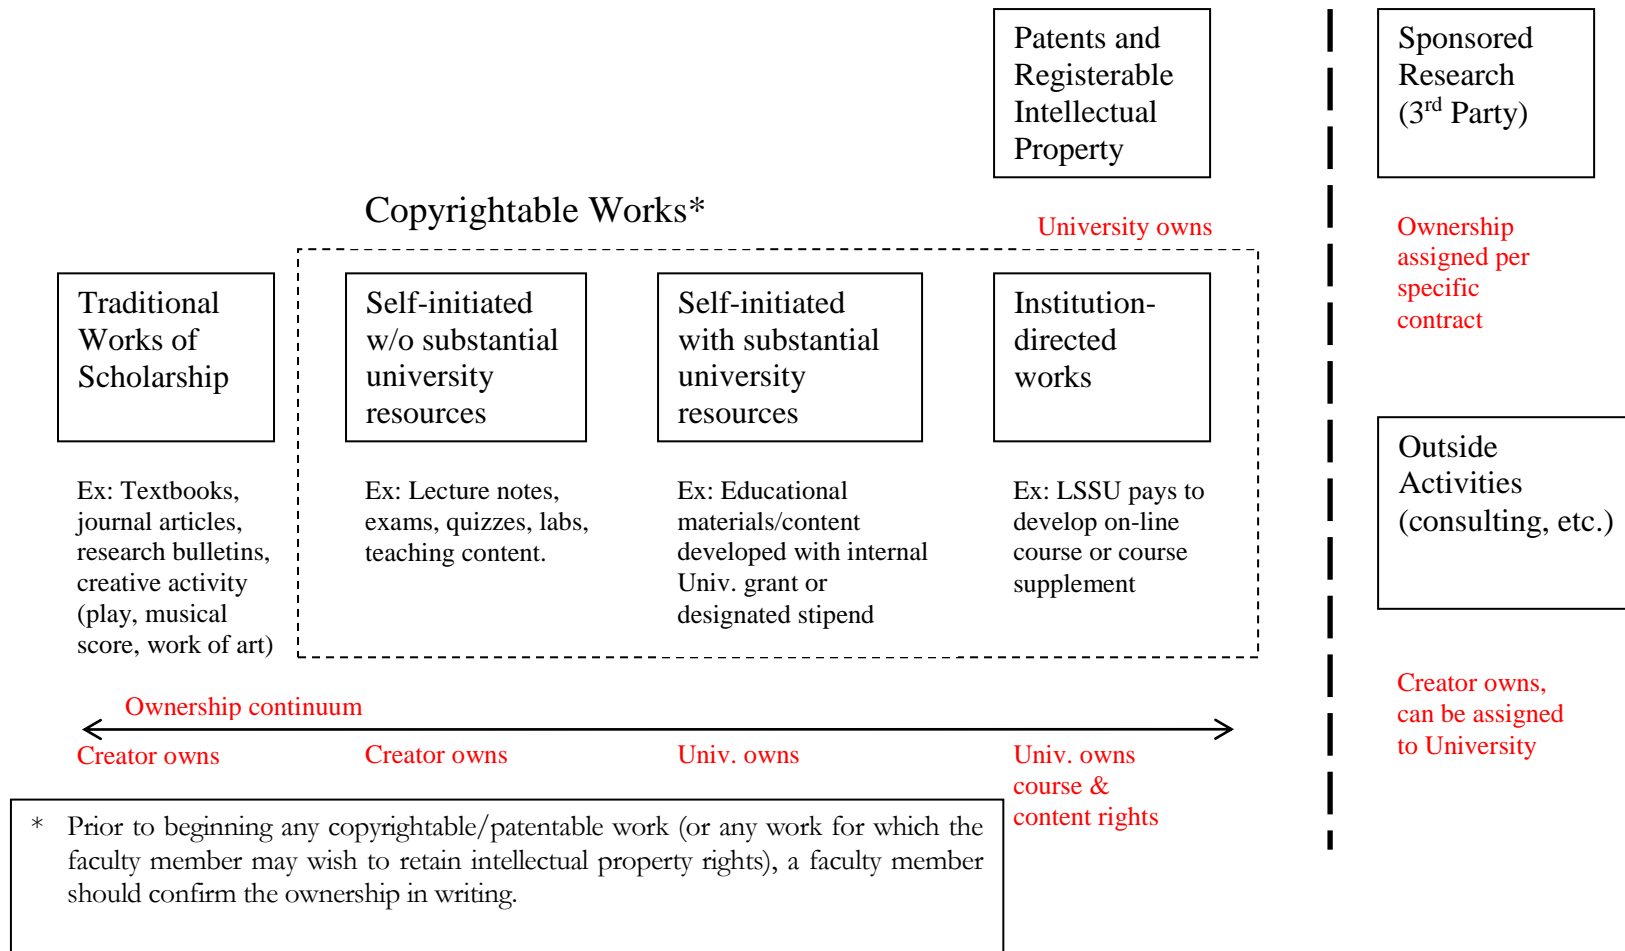 Patents and
Registerable
Intellectual
Property
Sponsored
Research
(3rd Party)
Copyrightable Works*
University owns
Ownership
assigned per
specific
contract
Traditional
Works of
Scholarship
Self-initiated
w/o substantial
university
resources
Self-initiated
with substantial
university
resources
Institution-
directed
works
Outside
Activities
(consulting, etc.)
Ex: Textbooks,
journal articles,
research bulletins,
creative activity
(play, musical
score, work of art)
Ex: Lecture notes,
exams, quizzes, labs,
teaching content.
Ex: Educational
materials/content
developed with internal
Univ. grant or
designated stipend
Ex: LSSU pays to
develop on-line
course or course
supplement
Creator owns,
can be assigned
to University
Ownership continuum
Creator owns
Creator owns
Univ. owns
Univ. owns
course &
content rights
* Prior to beginning any copyrightable/patentable work (or any work for which the
faculty member may wish to retain intellectual property rights), a faculty member
should confirm the ownership in writing.